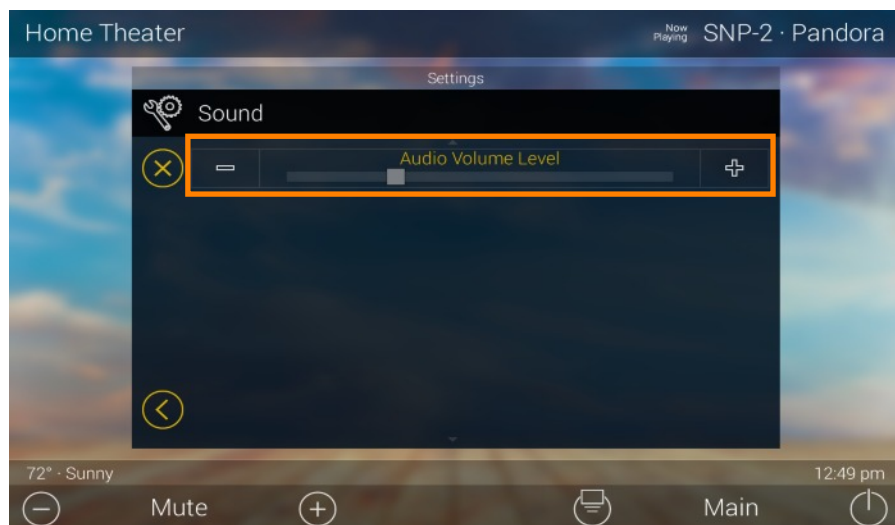 Home Theater
Now Playing SNP-2 · Pandora
Settings
Sound
Audio Volume Level
72° · Sunny
12:49 pm
Mute
Main